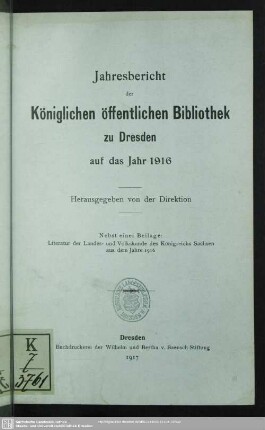 Jahresbericht
der
Königlichen öffentlichen Bibliothek
zu Dresden
auf das Jahr 1916
Herausgegeben von der Direktion
Nebst einer Beilage:
Literatur der Landes- und Volkskunde des Königreichs Sachsen
aus dem Jahre 1916
Dresden
Buchdruckerei der Wilhelm und Bertha v. Baensch Stiftung
1917
K
7
3761